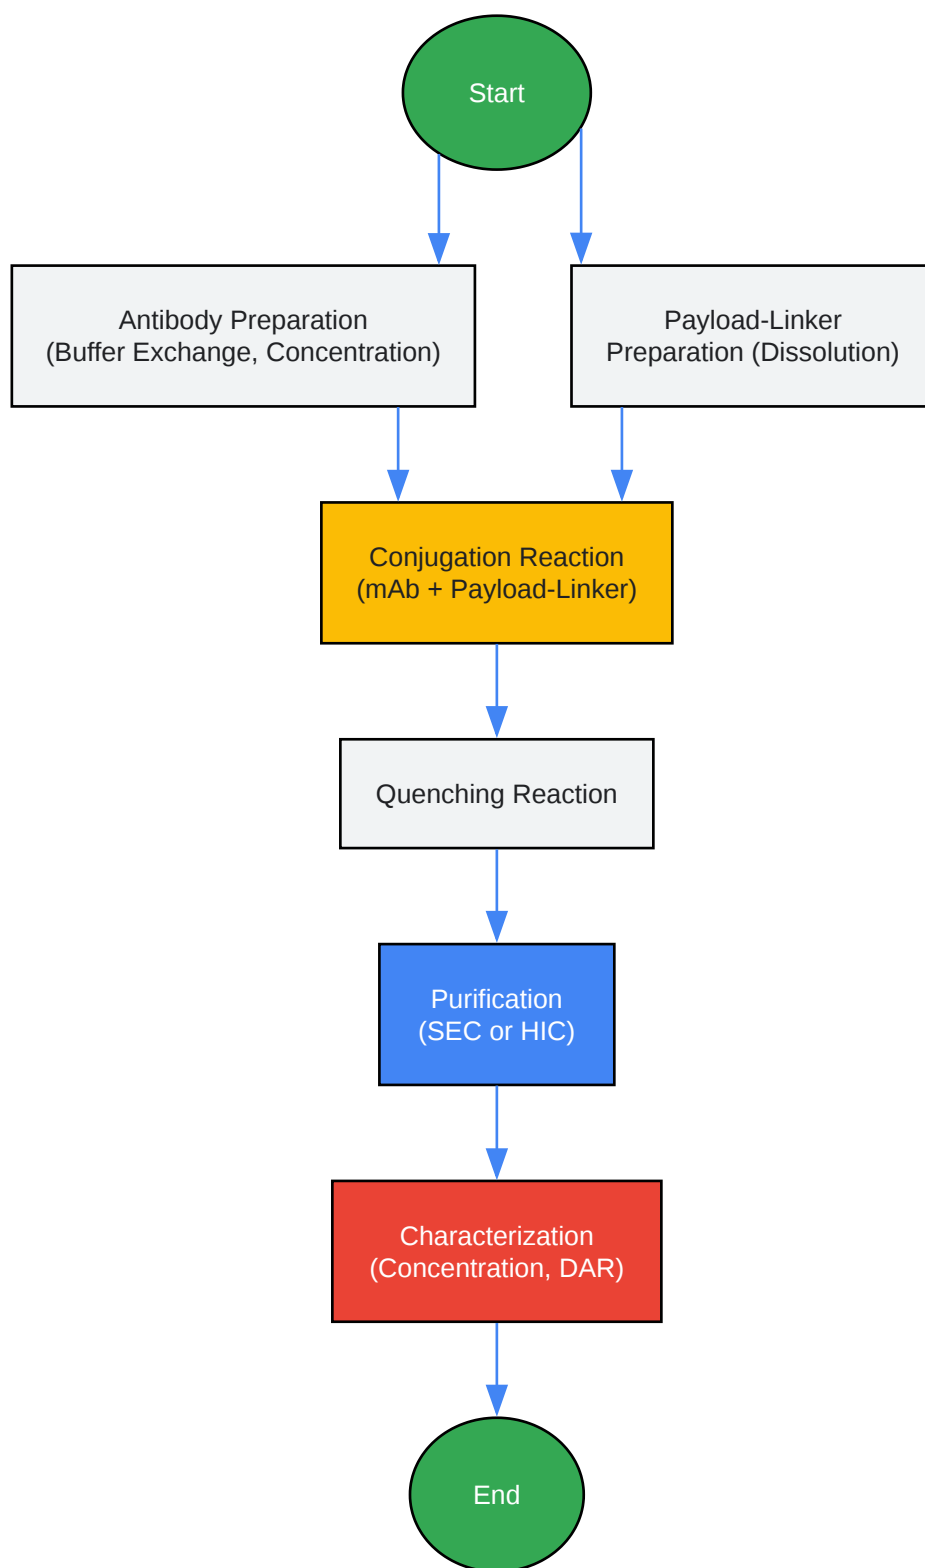 Start
Antibody Preparation
(Buffer Exchange, Concentration)
Payload-Linker
Preparation (Dissolution)
Conjugation Reaction
(mAb + Payload-Linker)
Quenching Reaction
Purification
(SEC or HIC)
Characterization
(Concentration, DAR)
End